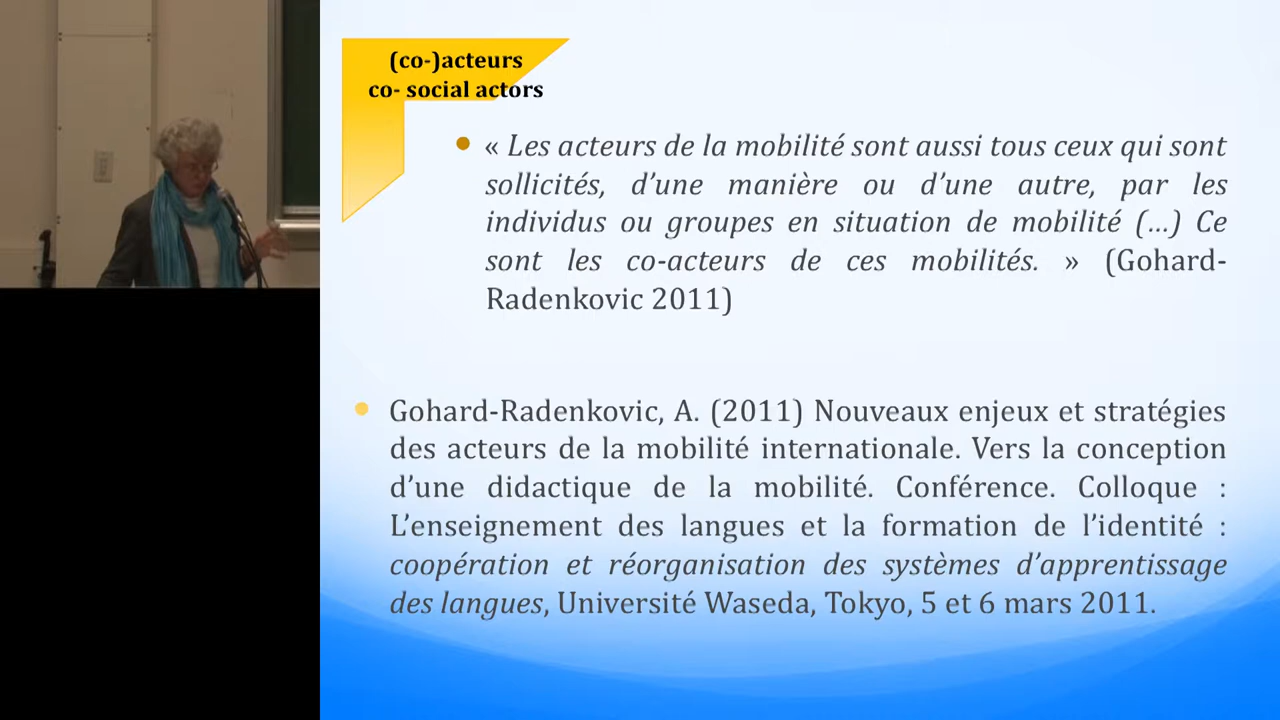 (co-)acteurs
co- social actors
« Les acteurs de la mobilité sont aussi tous ceux qui sont
sollicités, d’une manière ou d’une autre, par les
individus ou groupes en situation de mobilité (…) Ce
sont les co-acteurs de ces mobilités. » (Gohard-
Radenkovic 2011)
Gohard-Radenkovic, A. (2011) Nouveaux enjeux et stratégies
des acteurs de la mobilité internationale. Vers la conception
d’une didactique de la mobilité. Conférence. Colloque :
L’enseignement des langues et la formation de l’identité :
coopération et réorganisation des systèmes d’apprentissage
des langues, Université Waseda, Tokyo, 5 et 6 mars 2011.